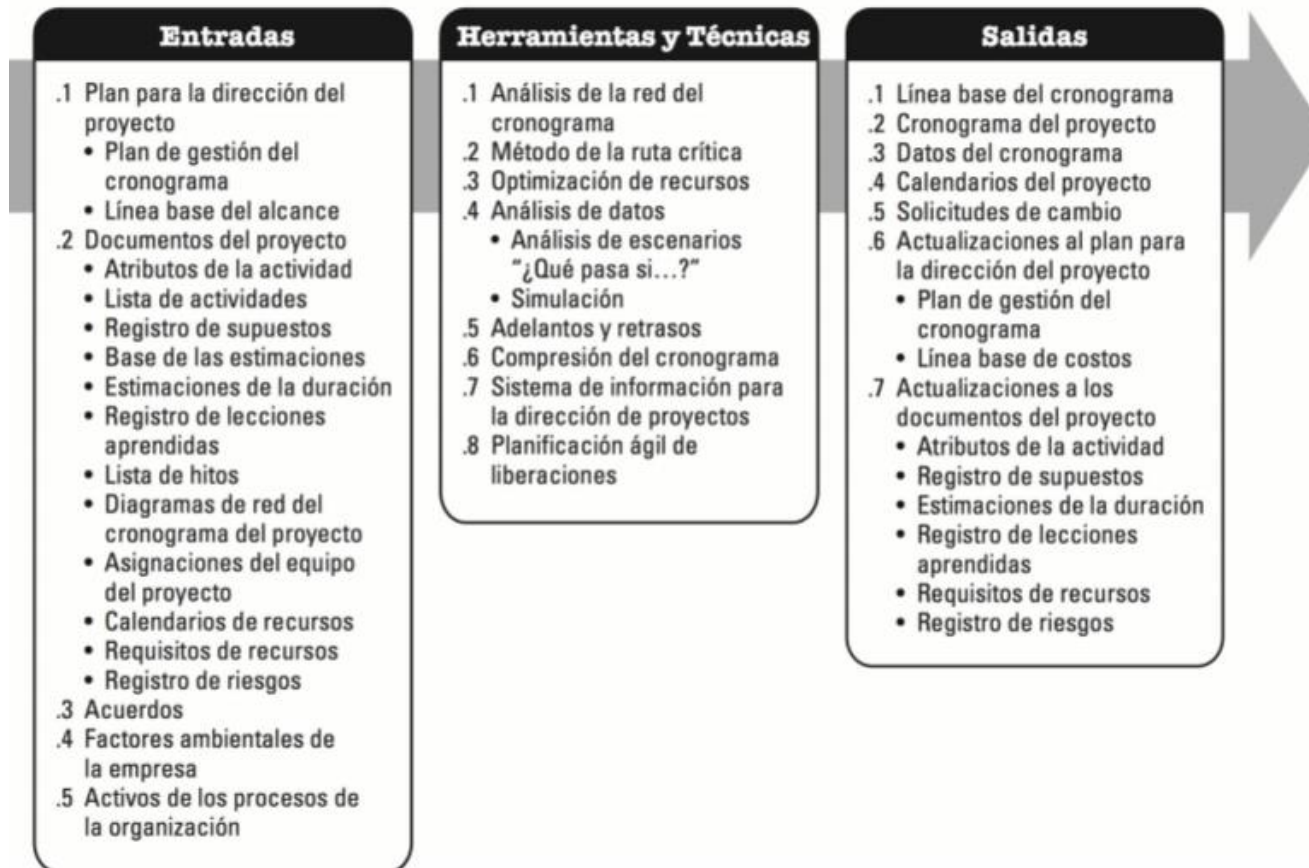 Entradas
.1 Plan para la dirección del
proyecto
• Plan de gestión del
cronograma
• Línea base del alcance
.2 Documentos del proyecto
• Atributos de la actividad
• Lista de actividades
• Registro de supuestos
• Base de las estimaciones
• Estimaciones de la duración
• Registro de lecciones
aprendidas
• Lista de hitos
• Diagramas de red del
cronograma del proyecto
• Asignaciones del equipo
del proyecto
• Calendarios de recursos
• Requisitos de recursos
• Registro de riesgos
.3 Acuerdos
.4 Factores ambientales de
la empresa
.5 Activos de los procesos de
la organización
Herramientas y Técnicas
.1 Análisis de la red del
cronograma
.2 Método de la ruta crítica
.3 Optimización de recursos
.4 Análisis de datos
• Análisis de escenarios
“¿Qué pasa si…?”
• Simulación
.5 Adelantos y retrasos
.6 Compresión del cronograma
.7 Sistema de información para
la dirección de proyectos
.8 Planificación ágil de
liberaciones
Salidas
.1 Línea base del cronograma
.2 Cronograma del proyecto
.3 Datos del cronograma
.4 Calendarios del proyecto
.5 Solicitudes de cambio
.6 Actualizaciones al plan para
la dirección del proyecto
• Plan de gestión del
cronograma
• Línea base de costos
.7 Actualizaciones a los
documentos del proyecto
• Atributos de la actividad
• Registro de supuestos
• Estimaciones de la duración
• Registro de lecciones
aprendidas
• Requisitos de recursos
• Registro de riesgos